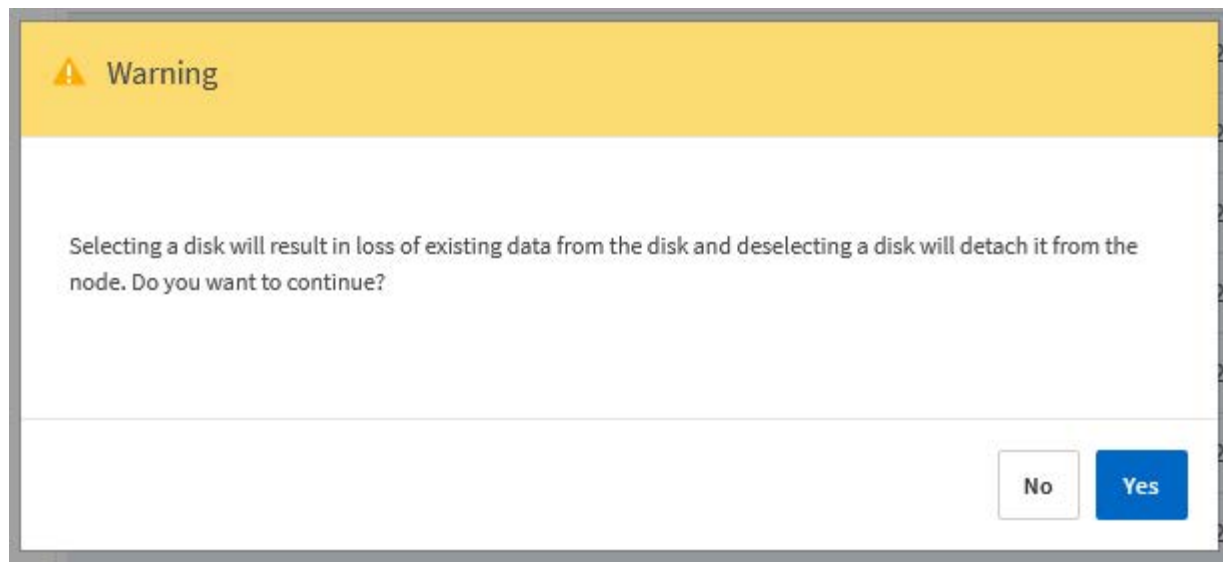 Warning
Selecting a disk will result in loss of existing data from the disk and deselecting a disk will detach it from the
node. Do you want to continue?
No
Yes